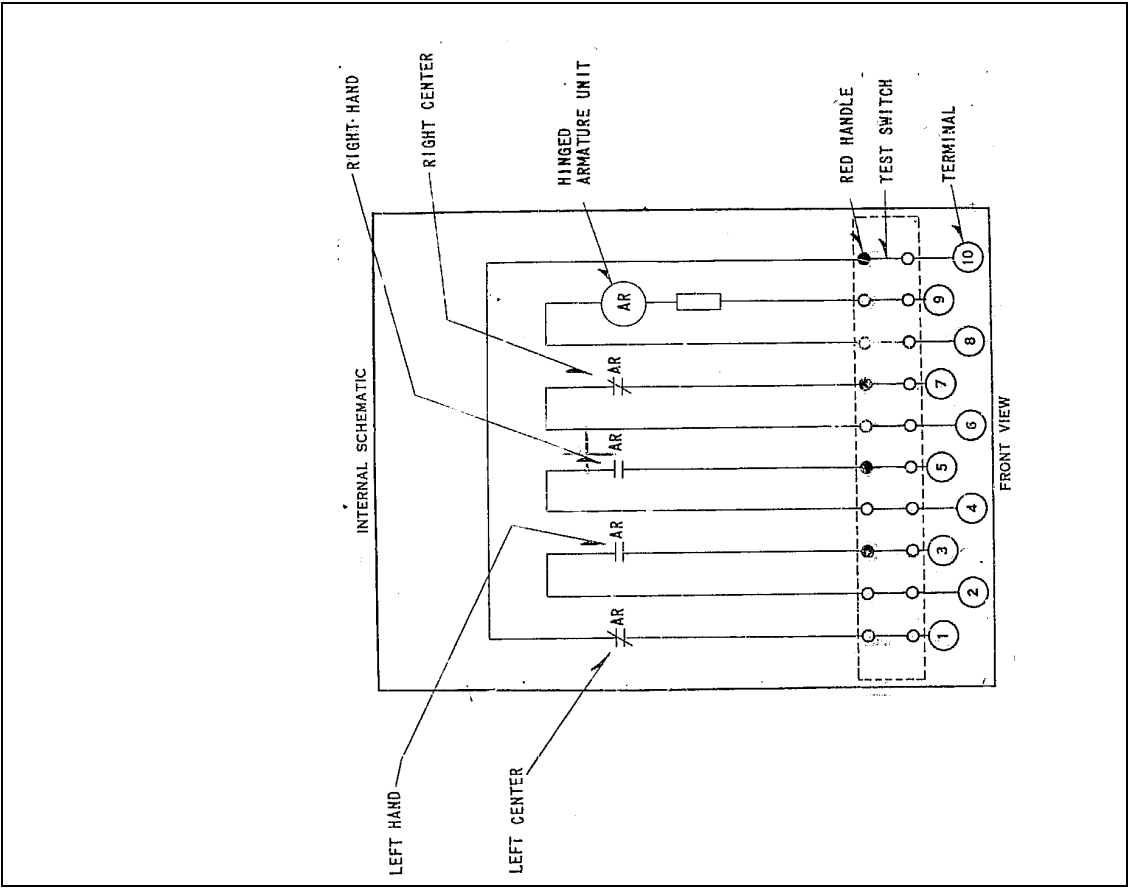 INTERNAL SCHEMATIC
LEFT HAND
LEFT CENTER
RIGHT-HAND
RIGHT CENTER
HINGED
ARMATURE UNIT
RED HANDLE
TEST SWITCH
TERMINAL
AR
AR
AR
AR
AR
1
2
3
4
5
6
7
8
9
10
FRONT VIEW